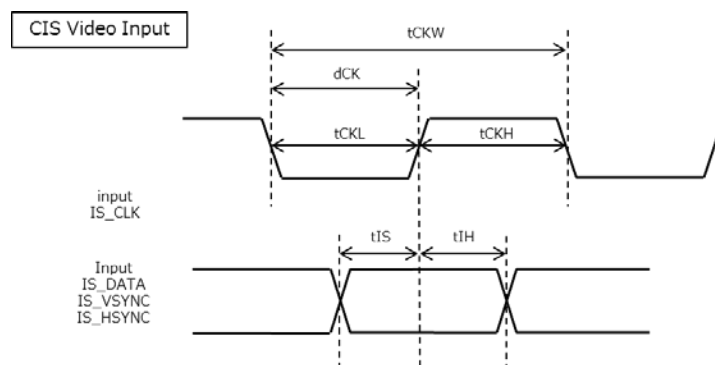 CIS Video Input
tCKW
dCK
tCKL
tCKH
input
IS_CLK
tIS
tIH
Input
IS_DATA
IS_VSYNC
IS_HSYNC